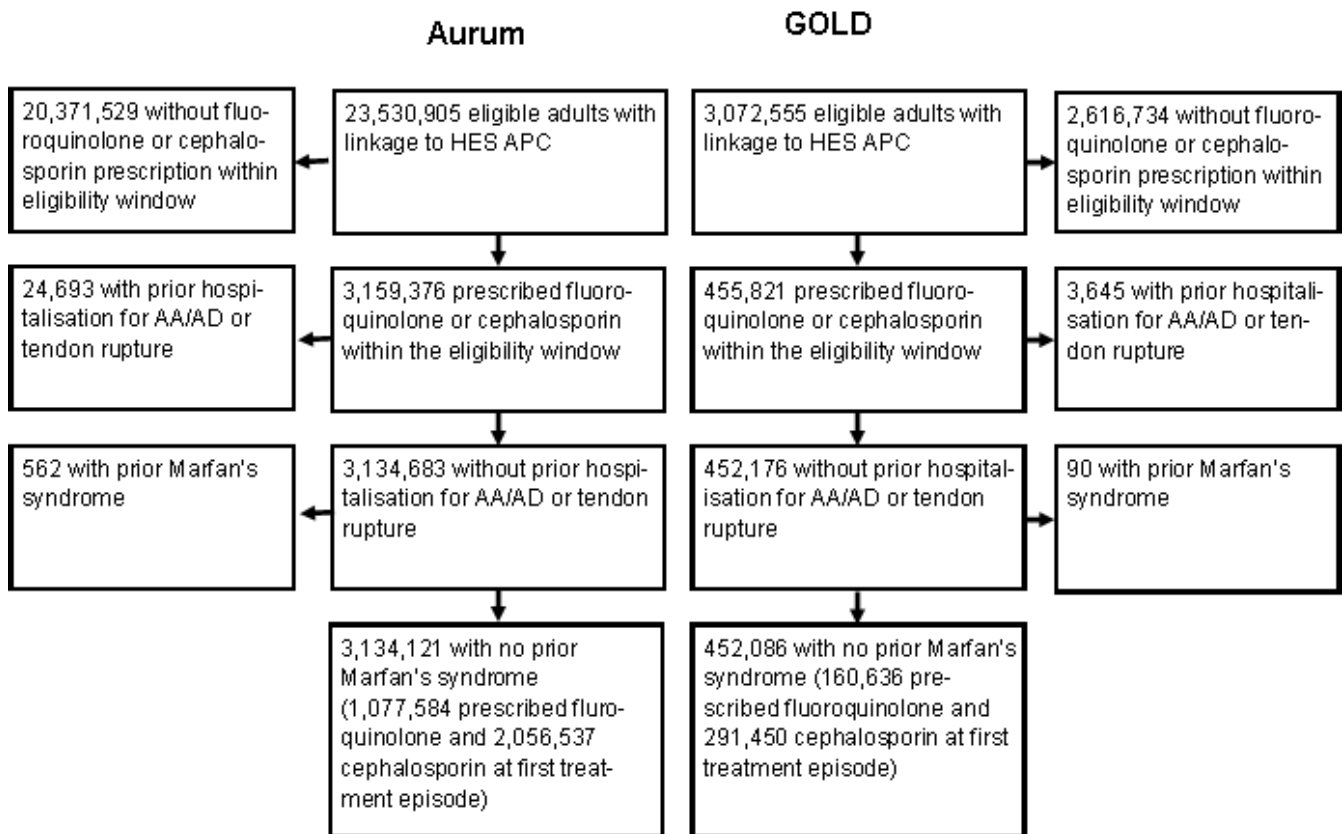 Aurum
GOLD
20,371,529 without fluo-
roquinolone or cephalo-
sporin prescription within
eligibility window
23,530,905 eligible adults with
linkage to HES APC
3,072,555 eligible adults with
linkage to HES APC
2,616,734 without fluoro-
quinolone or cephalo-
sporin prescription within
eligibility window
24,693 with prior hospi-
talisation for AA/AD or
tendon rupture
3,159,376 prescribed fluoro-
quinolone or cephalosporin
within the eligibility window
455,821 prescribed fluoro-
quinolone or cephalosporin
within the eligibility window
3,645 with prior hospitali-
sation for AA/AD or ten-
don rupture
562 with prior Marfan's
syndrome
3,134,683 without prior hospi-
talisation for AA/AD or tendon
rupture
452,176 without prior hospital-
isation for AA/AD or tendon
rupture
90 with prior Marfan's
syndrome
3,134,121 with no prior
Marfan's syndrome
(1,077,584 prescribed fluro-
quinolone and 2,056,537
cephalosporin at first treat-
ment episode)
452,086 with no prior Marfan's
syndrome (160,636 pre-
scribed fluoroquinolone and
291,450 cephalosporin at first
treatment episode)